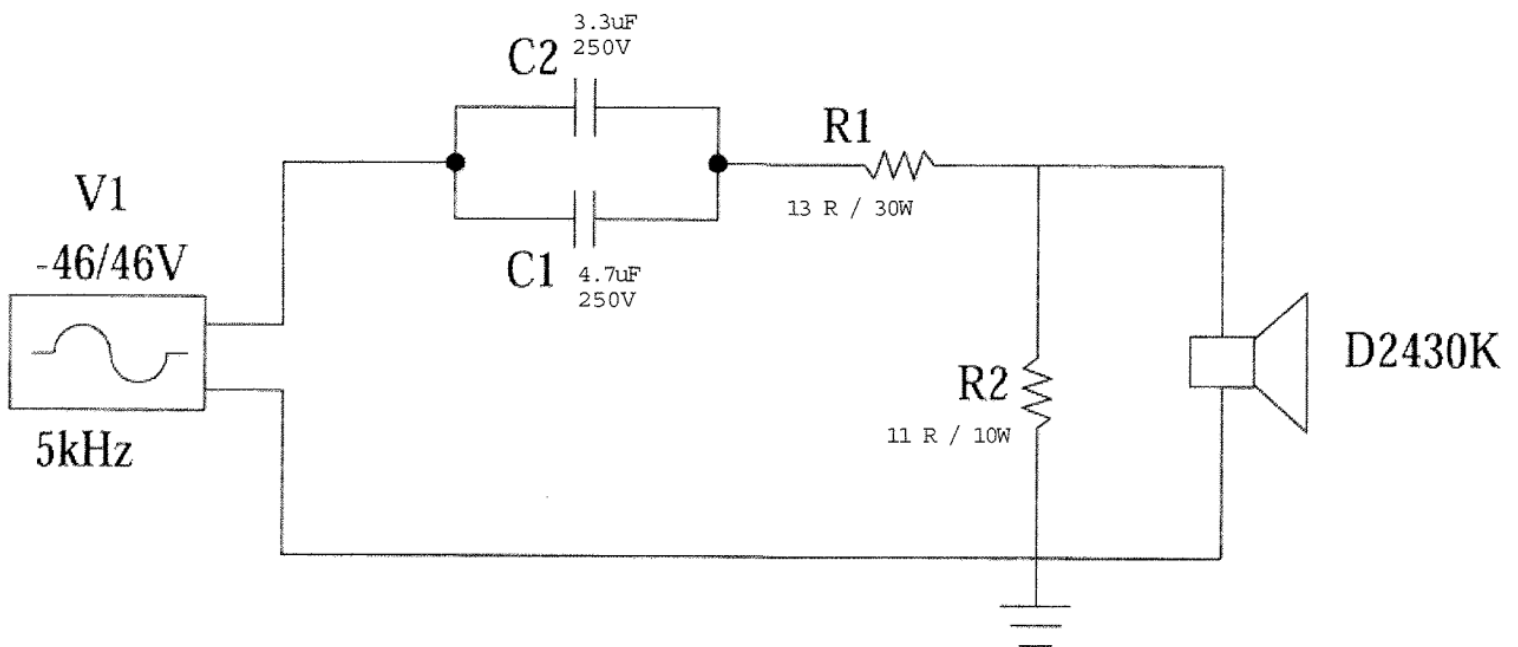 3.3uF
250V
C2
R1
13 R / 30W
V1
-46/46V
C1
4.7uF
250V
D2430K
R2
11 R / 10W
5kHz